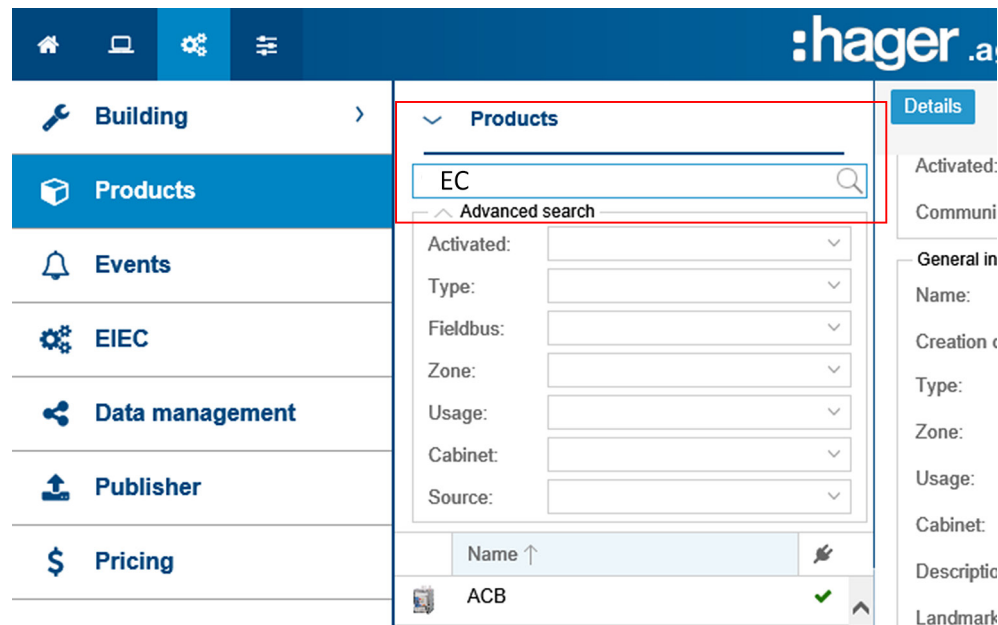 :hager .ag
Building
Products
Events
EIEC
Data management
Publisher
Pricing
Products
EC
Advanced search
Activated:
Type:
Fieldbus:
Zone:
Usage:
Cabinet:
Source:
Name
ACB
Details
Activated:
Communi
General in
Name:
Creation
Type:
Zone:
Usage:
Cabinet:
Descriptio
Landmark